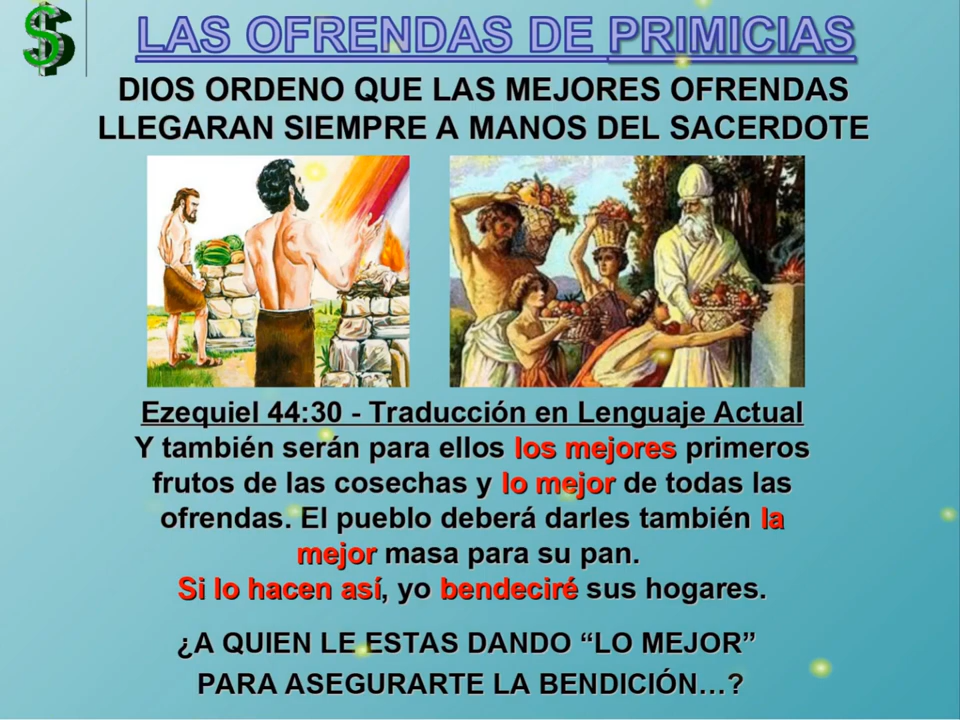 $
LAS OFRENDAS DE PRIMICIAS
DIOS ORDENO QUE LAS MEJORES OFRENDAS
LLEGARAN SIEMPRE A MANOS DEL SACERDOTE
Ezequiel 44:30 - Traducción en Lenguaje Actual
Y también serán para ellos los mejores primeros
frutos de las cosechas y lo mejor de todas las
ofrendas. El pueblo deberá darles también la
mejor masa para su pan.
Si lo hacen así, yo bendeciré sus hogares.
¿A QUIEN LE ESTAS DANDO “LO MEJOR”
PARA ASEGURARTE LA BENDICIÓN…?